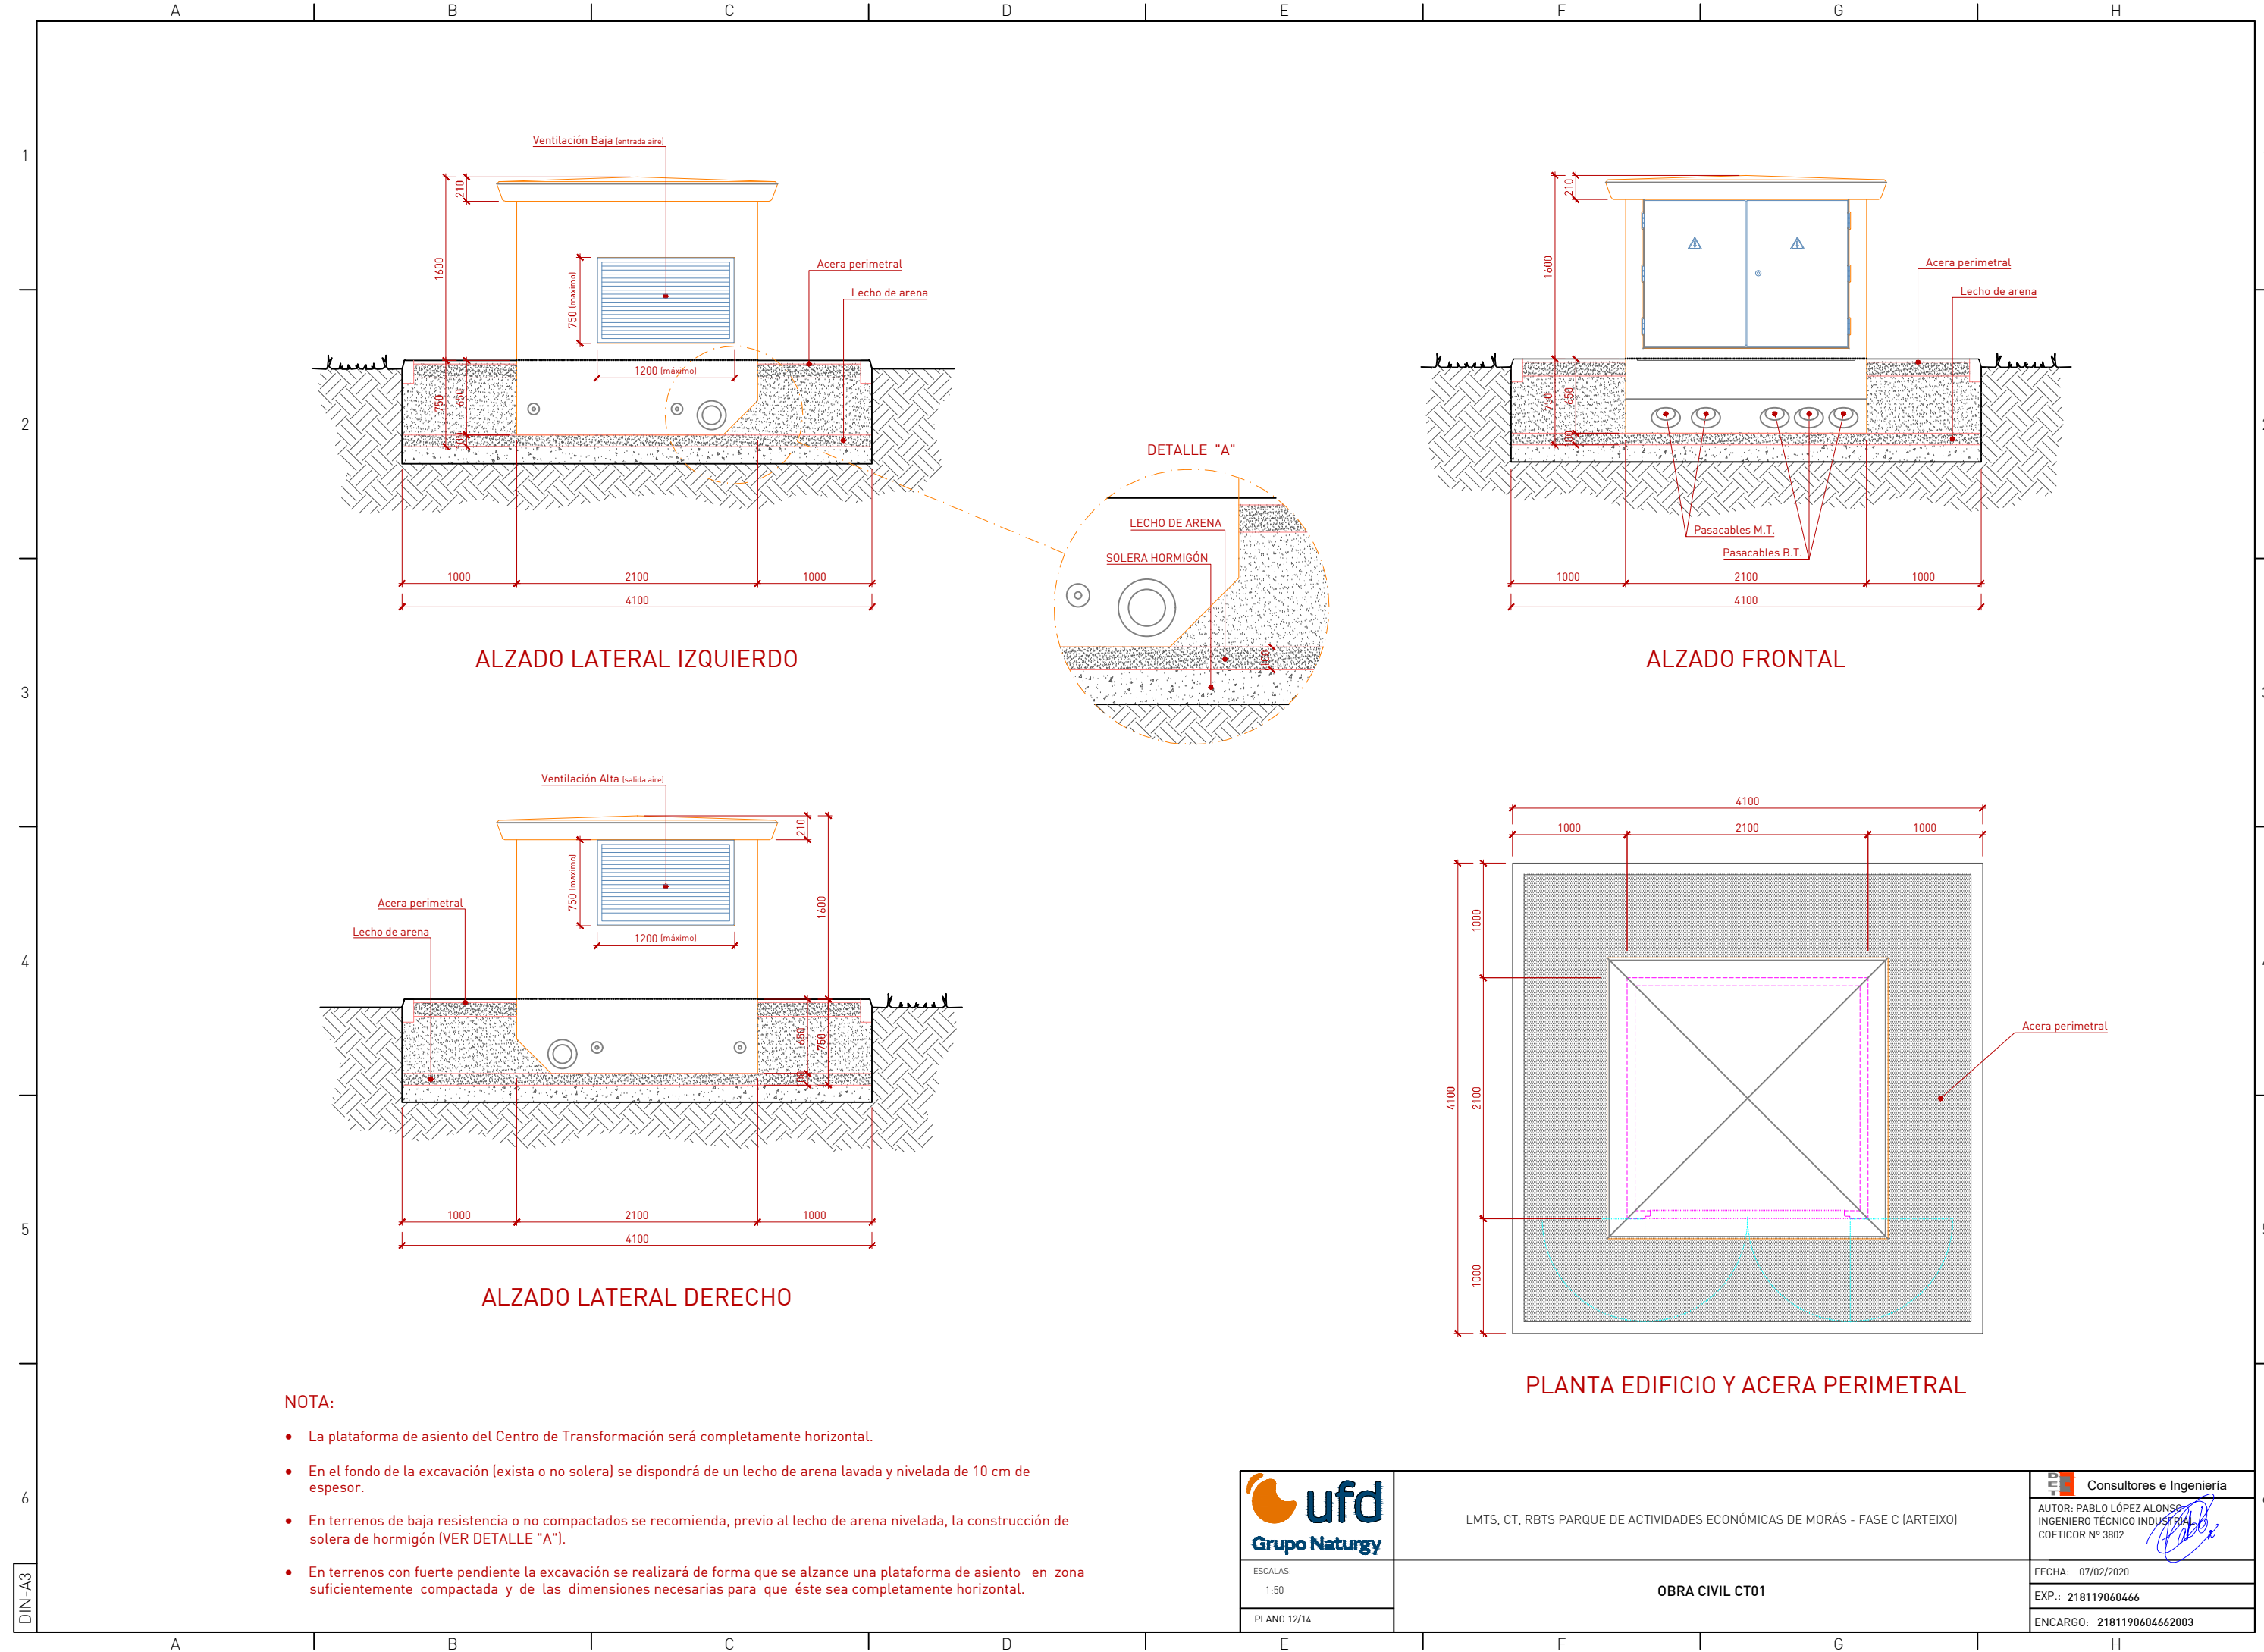 A B C D E F G H
1
2
3
4
5
6
Ventilación Baja (entrada aire)
210
1600
750 (maximo)
1200 (máximo)
Acera perimetral
Lecho de arena
750
650
100
1000
2100
1000
4100
ALZADO LATERAL IZQUIERDO
DETALLE "A"
LECHO DE ARENA
SOLERA HORMIGÓN
100
210
1600
Acera perimetral
Lecho de arena
750
650
100
Pasacables M.T.
Pasacables B.T.
1000
2100
1000
4100
ALZADO FRONTAL
Ventilación Alta (salida aire)
210
1600
750 (maximo)
1200 (máximo)
Acera perimetral
Lecho de arena
650
750
100
1000
2100
1000
4100
ALZADO LATERAL DERECHO
4100
1000
2100
1000
1000
4100
2100
1000
Acera perimetral
PLANTA EDIFICIO Y ACERA PERIMETRAL
NOTA:
• La plataforma de asiento del Centro de Transformación será completamente horizontal.
• En el fondo de la excavación (exista o no solera) se dispondrá de un lecho de arena lavada y nivelada de 10 cm de
espesor.
• En terrenos de baja resistencia o no compactados se recomienda, previo al lecho de arena nivelada, la construcción de
solera de hormigón (VER DETALLE "A").
• En terrenos con fuerte pendiente la excavación se realizará de forma que se alzance una plataforma de asiento en zona
suficientemente compactada y de las dimensiones necesarias para que éste sea completamente horizontal.
DIN-A3
ufd
Grupo Naturgy
LMTS, CT, RBTS PARQUE DE ACTIVIDADES ECONÓMICAS DE MORÁS - FASE C (ARTEIXO)
Consultores e Ingeniería
AUTOR: PABLO LÓPEZ ALONSO
INGENIERO TÉCNICO INDUSTRIAL
COETICOR Nº 3802
ESCALAS:
1:50
PLANO 12/14
OBRA CIVIL CT01
FECHA: 07/02/2020
EXP.: 218119060466
ENCARGO: 2181190604662003
A B C D E F G H